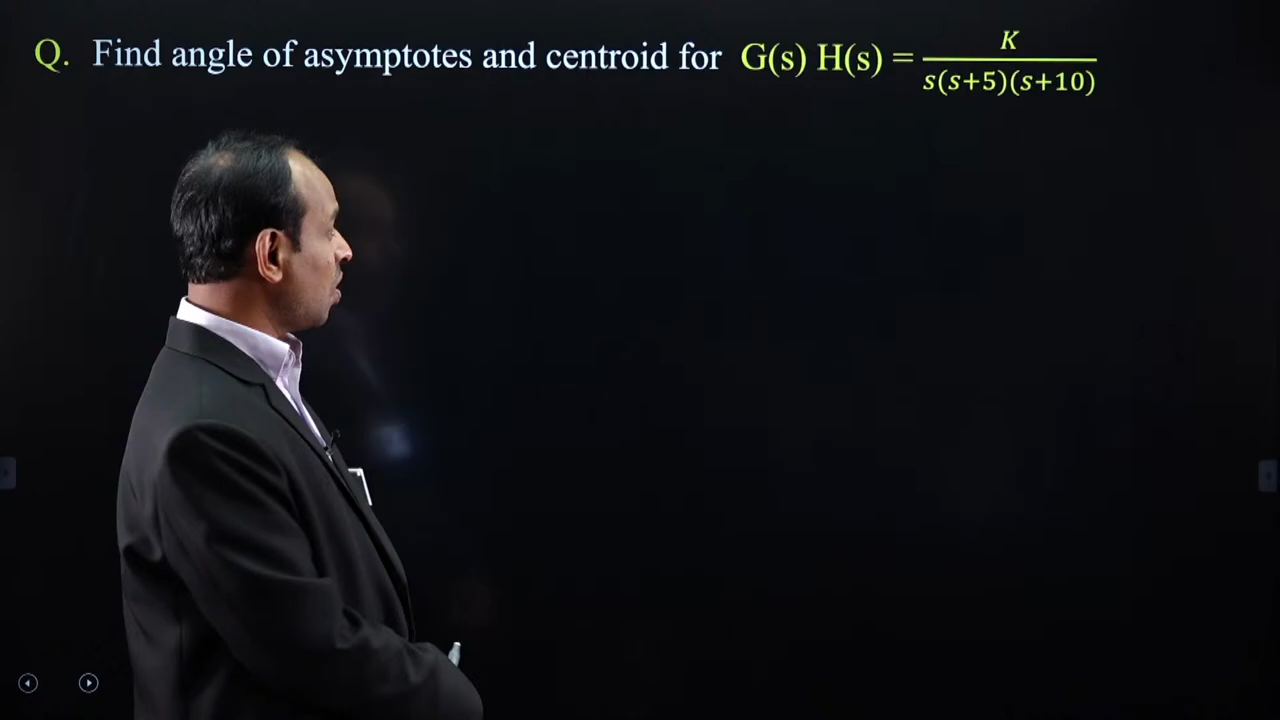 Q. Find angle of asymptotes and centroid for G(s) H(s) = K / s(s+5)(s+10)